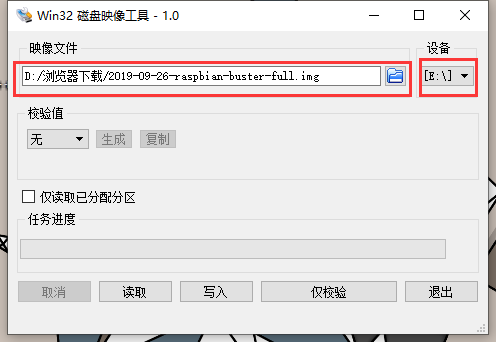 Win32 磁盘映像工具 - 1.0
映像文件
设备
D:/浏览器下载/2019-09-26-raspbian-buster-full.img
[E:\]
校验值
无
生成
复制
仅读取已分配分区
任务进度
取消
读取
写入
仅校验
退出